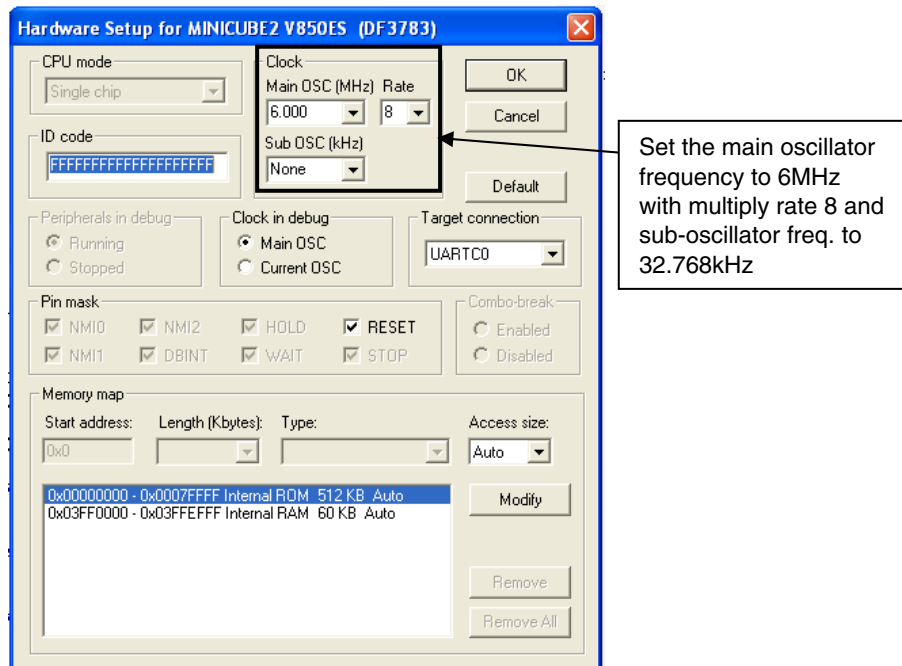 Hardware Setup for MINICUBE2 V850ES (DF3783)
CPU mode
Single chip
Clock
Main OSC (MHz) Rate
6.000 8
Sub OSC (kHz)
None
OK
Cancel
Default
ID code
FFFFFFFFFFFFFFFFFFFF
Set the main oscillator
frequency to 6MHz
with multiply rate 8 and
sub-oscillator freq. to
32.768kHz
Peripherals in debug
Running
Stopped
Clock in debug
Main OSC
Current OSC
Target connection
UARTC0
Pin mask
NMI0 NMI2 HOLD RESET
NMI1 DBINT WAIT STOP
Combo-break
Enabled
Disabled
Memory map
Start address: Length (Kbytes): Type: Access size:
0x0 Auto
0x00000000 - 0x0007FFFF Internal ROM 512 KB Auto
0x03FF0000 - 0x03FFEFFF Internal RAM 60 KB Auto
Modify
Remove
Remove All